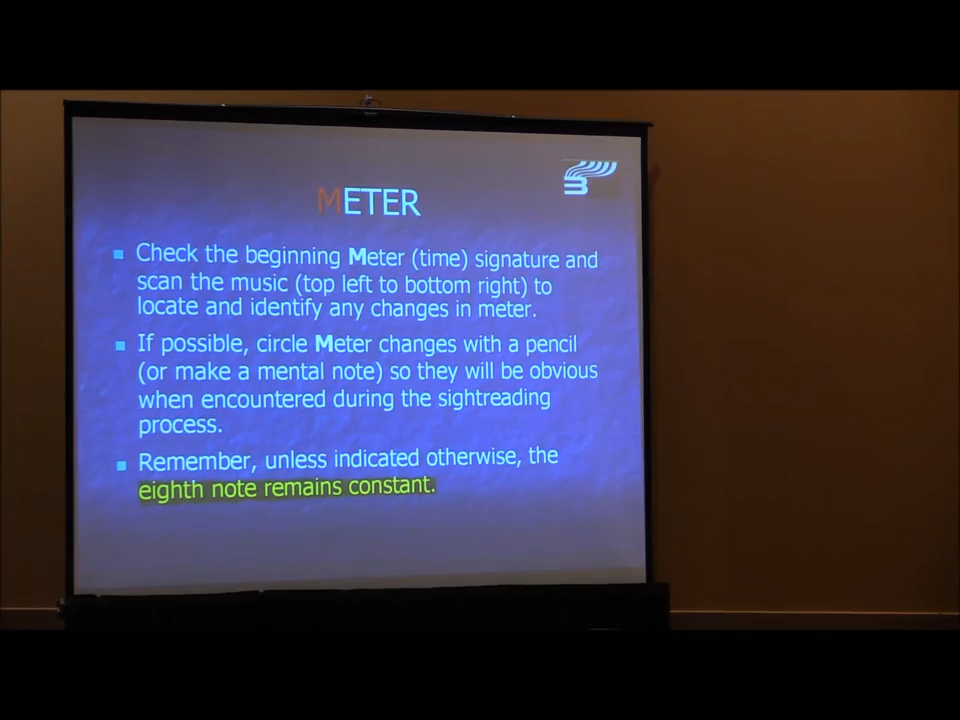 METER
Check the beginning Meter (time) signature and
scan the music (top left to bottom right) to
locate and identify any changes in meter.
If possible, circle Meter changes with a pencil
(or make a mental note) so they will be obvious
when encountered during the sightreading
process.
Remember, unless indicated otherwise, the
eighth note remains constant.